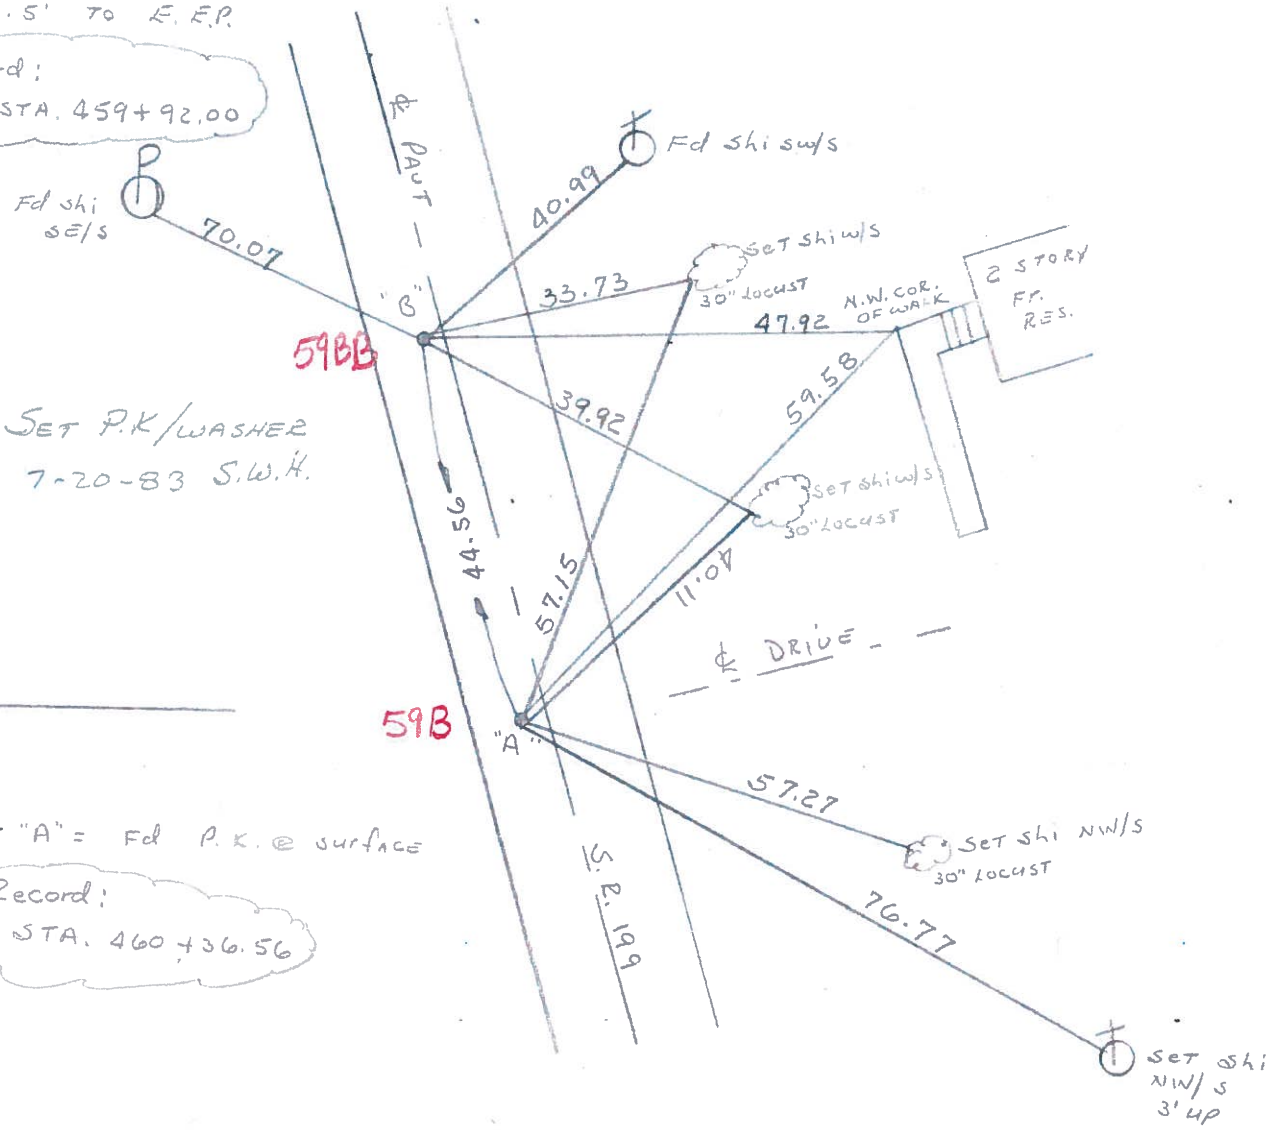 .5' TO E. E.P.
d:
STA. 459+92.00
P
Fd shi
SE/S
70.07
℄ PAVT
40.99
Fd shi sw/s
SET shi w/s
30" LOCUST
33.73
"B"
59BB
47.92
N.W. COR.
OF WALK
2 STORY
FR.
RES.
59.58
39.92
SET P.K/WASHER
7-20-83 S.W.H.
SET shi w/s
30" LOCUST
44.56
57.15
40.11
℄ DRIVE
59B
"A"
57.27
SET shi NW/S
30" LOCUST
"A" = Fd P.K. @ surfACE
Record:
STA. 460+36.56
S.R. 199
76.77
SET shi
NW/S
3' UP